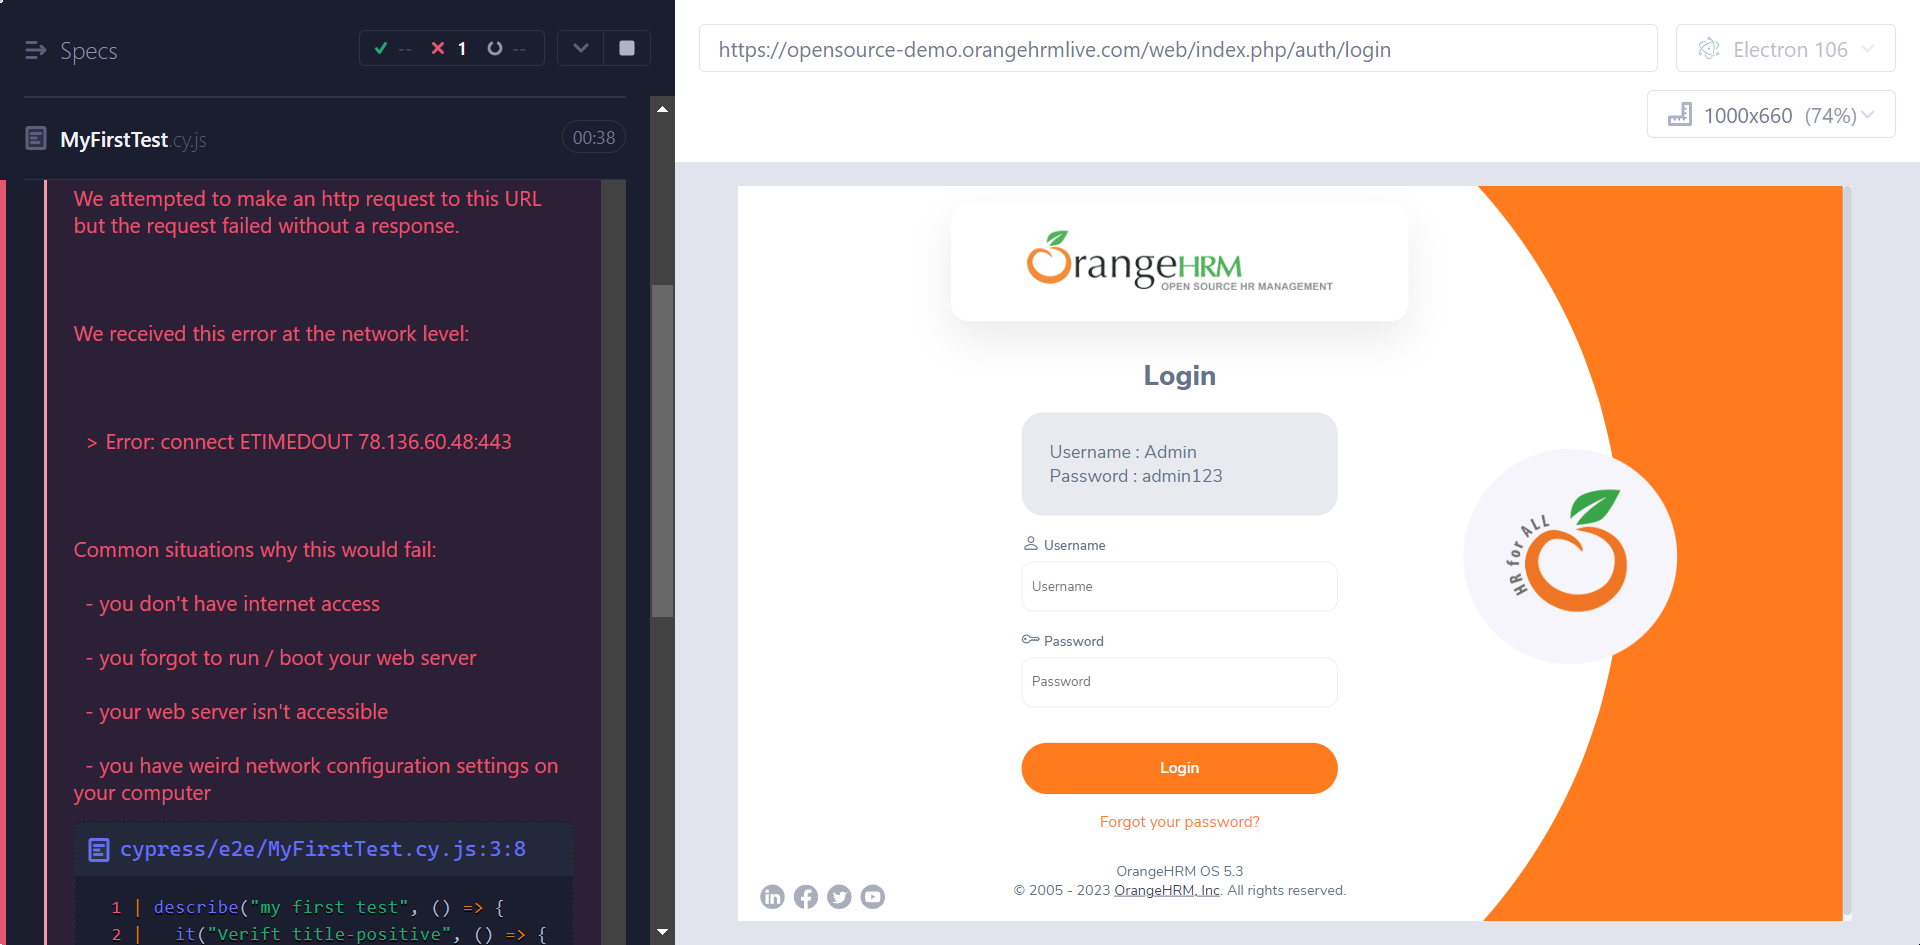 Specs
-- 1 --
MyFirstTest.cy.js
00:38
We attempted to make an http request to this URL
but the request failed without a response.
We received this error at the network level:
> Error: connect ETIMEDOUT 78.136.60.48:443
Common situations why this would fail:
- you don't have internet access
- you forgot to run / boot your web server
- your web server isn't accessible
- you have weird network configuration settings on
your computer
cypress/e2e/MyFirstTest.cy.js:3:8
1 | describe("my first test", () => {
2 | it("Verift title-positive", () => {
https://opensource-demo.orangehrmlive.com/web/index.php/auth/login
Electron 106
1000x660 (74%)
OrangeHRM
OPEN SOURCE HR MANAGEMENT
Login
Username : Admin
Password : admin123
Username
Username
Password
Password
Login
Forgot your password?
OrangeHRM OS 5.3
© 2005 - 2023 OrangeHRM, Inc. All rights reserved.
HR for ALL